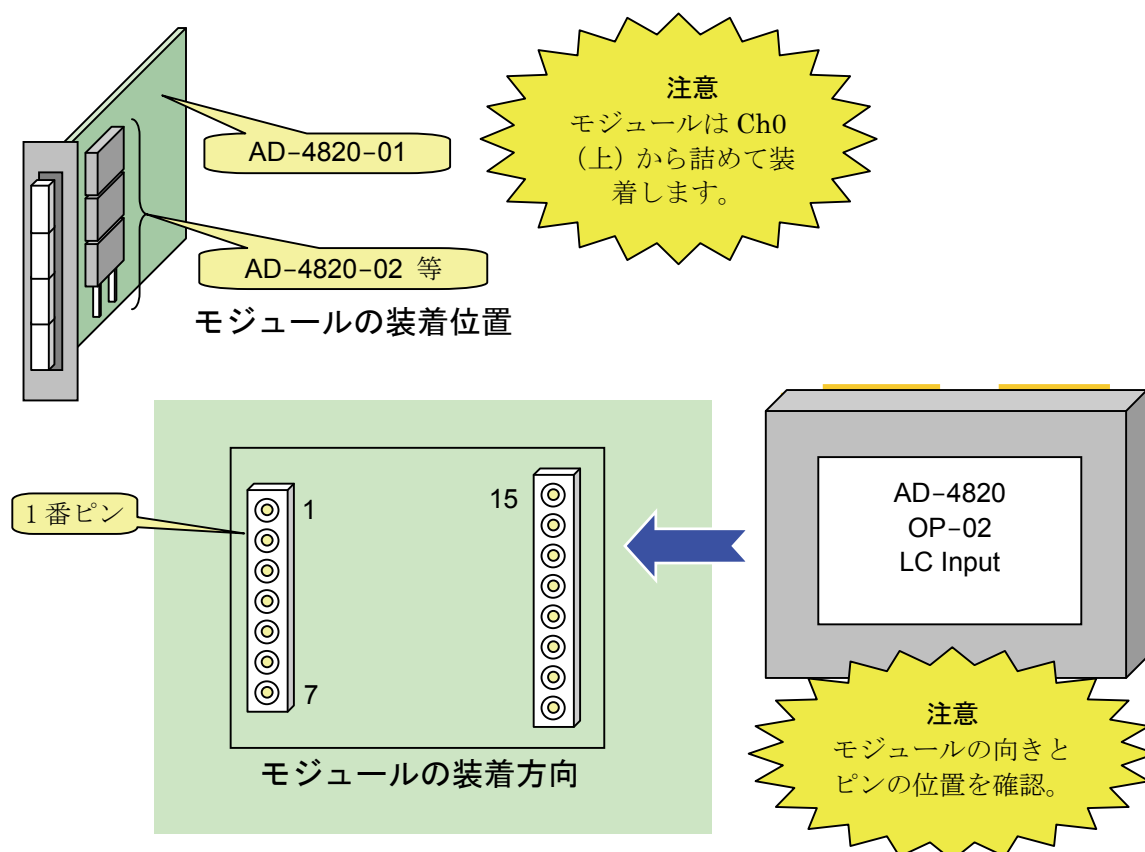 注意
モジュールは Ch0
（上）から詰めて装
着します。
AD-4820-01
AD-4820-02 等
モジュールの装着位置
1 番ピン
1
7
15
AD-4820
OP-02
LC Input
モジュールの装着方向
注意
モジュールの向きと
ピンの位置を確認。